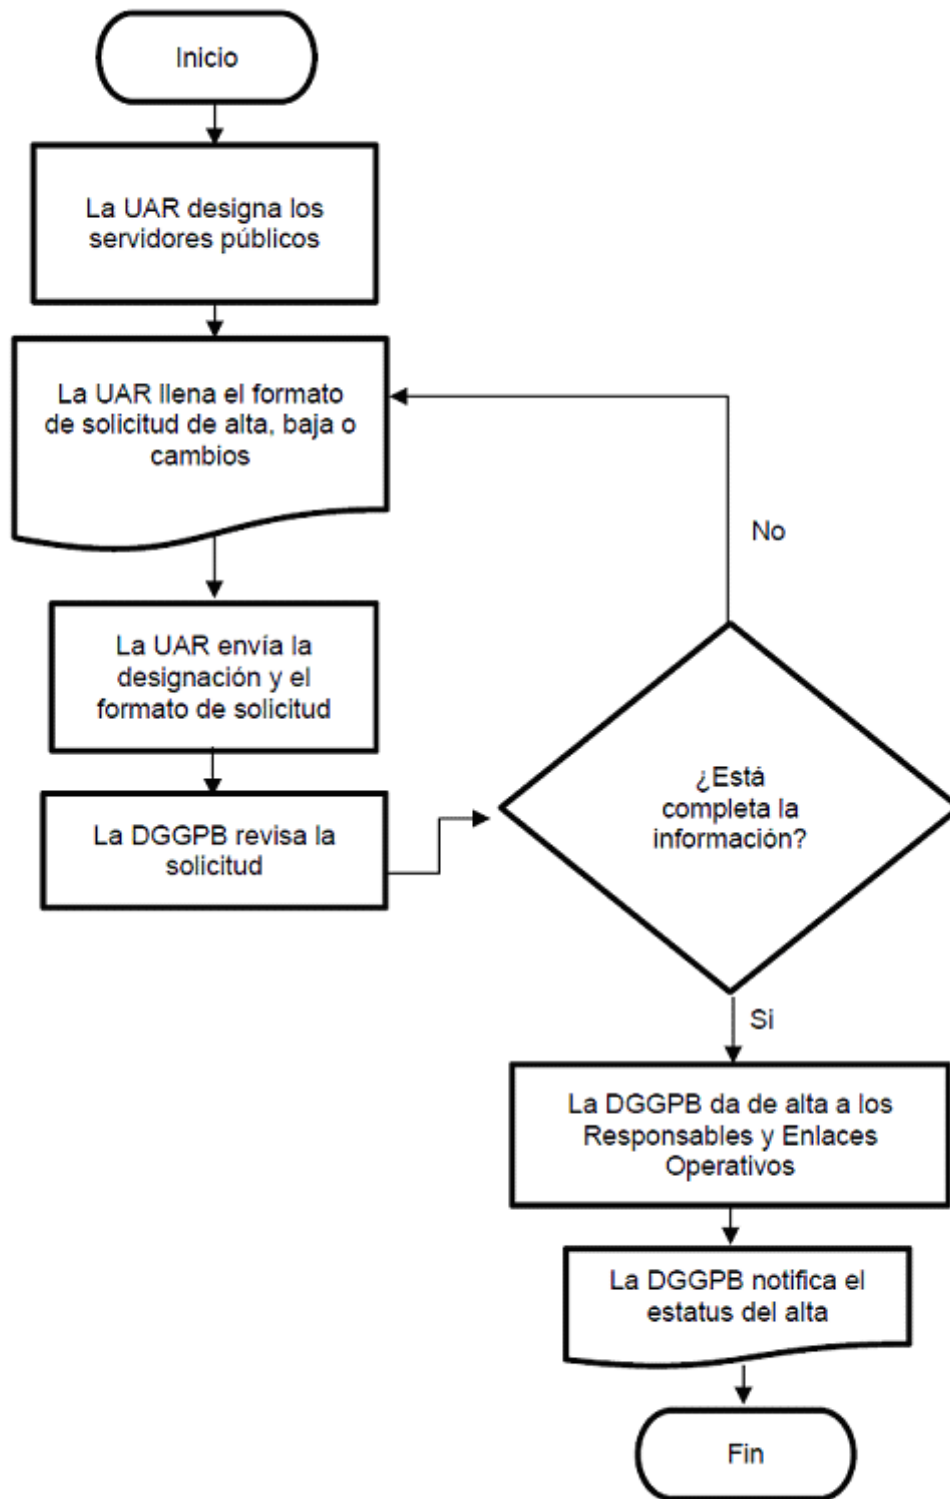 Inicio
La UAR designa los
servidores públicos
La UAR llena el formato
de solicitud de alta, baja o
cambios
No
La UAR envía la
designación y el
formato de solicitud
¿Está
completa la
información?
La DGGPB revisa la
solicitud
Si
La DGGPB da de alta a los
Responsables y Enlaces
Operativos
La DGGPB notifica el
estatus del alta
Fin